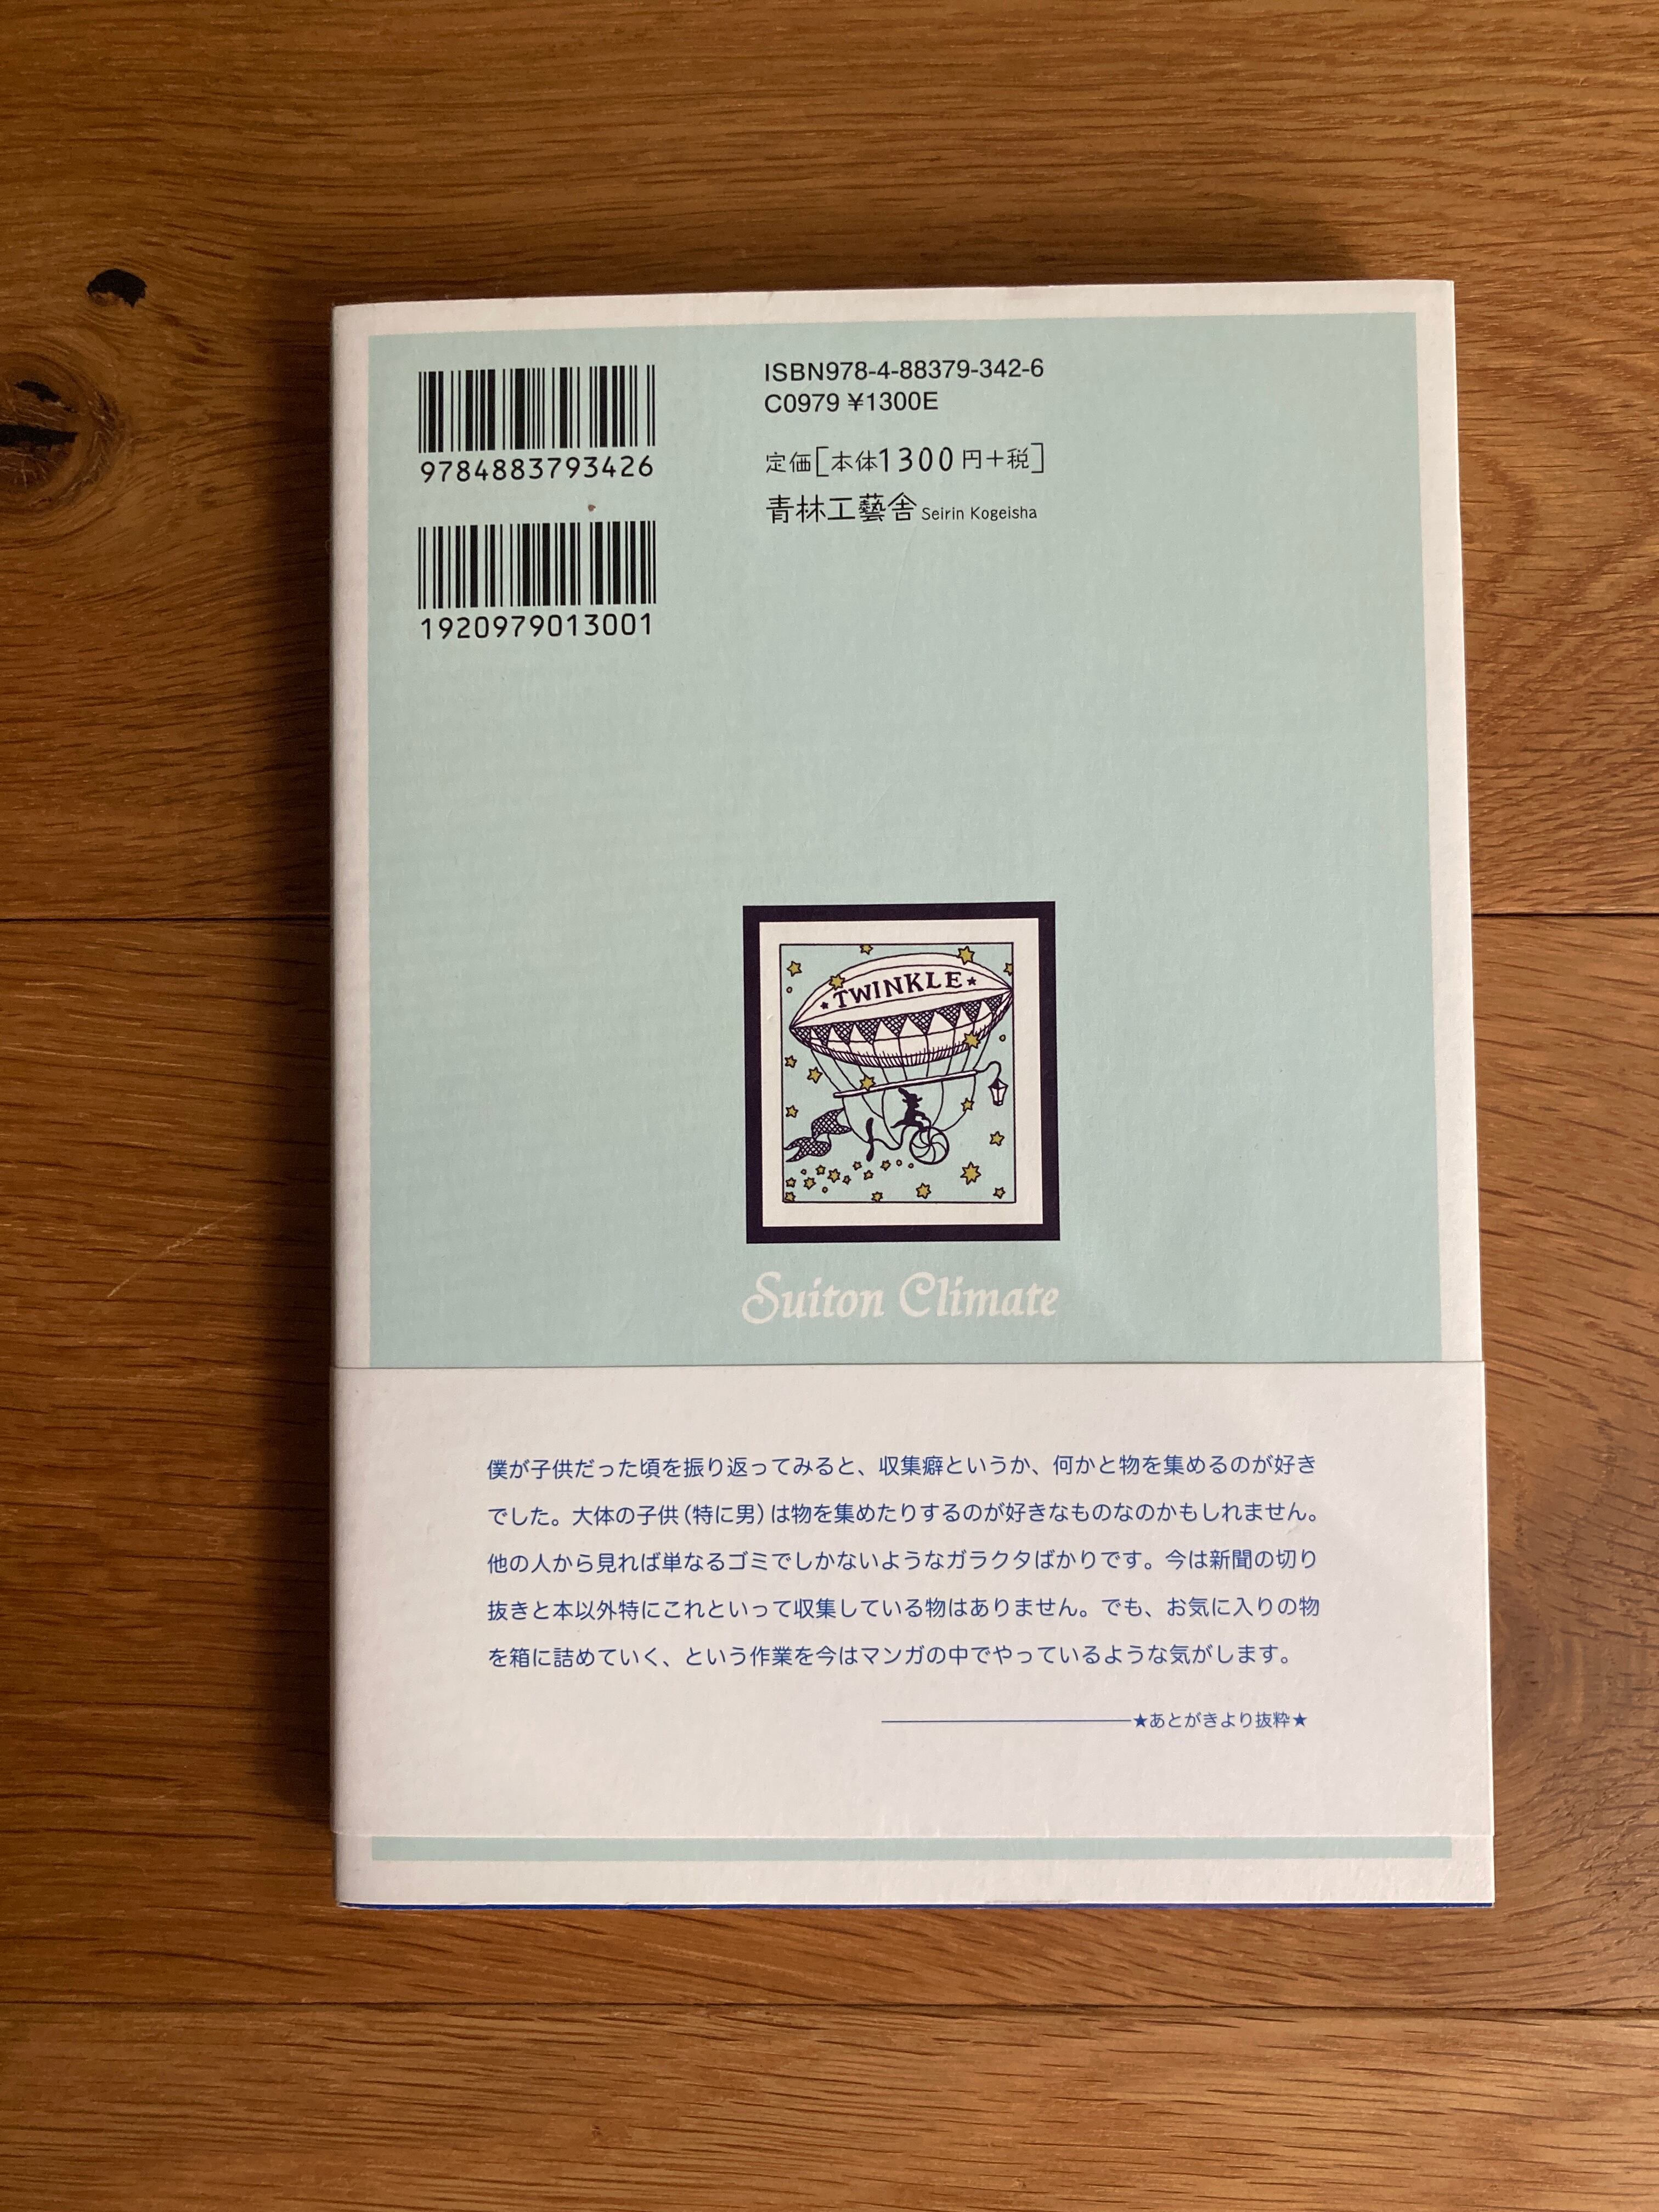 9784883793426
1920979013001
ISBN978-4-88379-342-6
C0979 ¥1300E
定価[本体1300円+税]
青林工藝舎 Seirin Kogeisha
★TWINKLE★
Suiton Climate
僕が子供だった頃を振り返ってみると、収集癖というか、何かと物を集めるのが好き
でした。大体の子供(特に男)は物を集めたりするのが好きなものなのかもしれません。
他の人から見れば単なるゴミでしかないようなガラクタばかりです。今は新聞の切り
抜きと本以外特にこれといって収集している物はありません。でも、お気に入りの物
を箱に詰めていく、という作業を今はマンガの中でやっているような気がします。
★あとがきより抜粋★